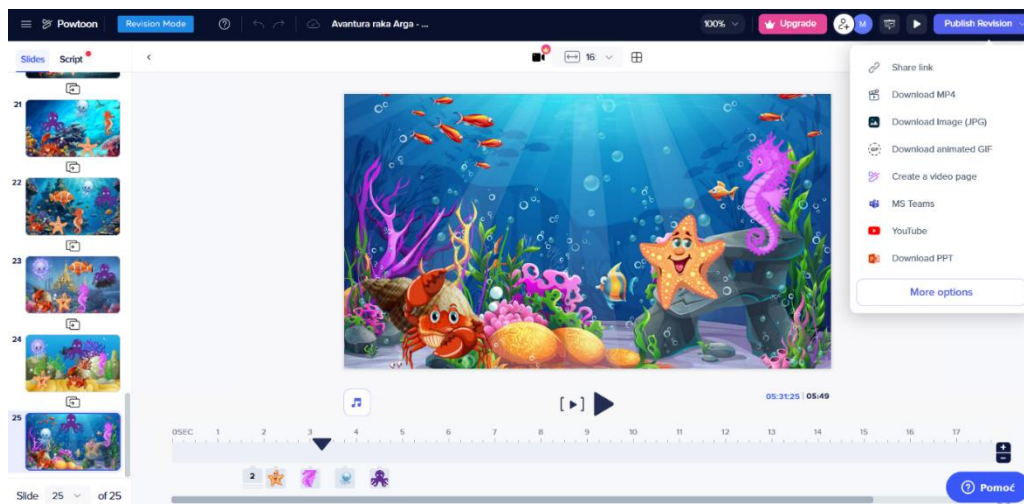 Powtoon
Revision Mode
Avantura raka Arga - ...
100%
Upgrade
M
Publish Revision
Slides
Script
16:
Share link
Download MP4
Download Image (JPG)
GIF
Download animated GIF
Create a video page
MS Teams
YouTube
Download PPT
More options
21
22
23
24
25
05:31:25 | 05:49
0SEC 1 2 3 4 5 6 7 8 9 10 11 12 13 14 15 16 17
2
Slide 25 of 25
Pomoć